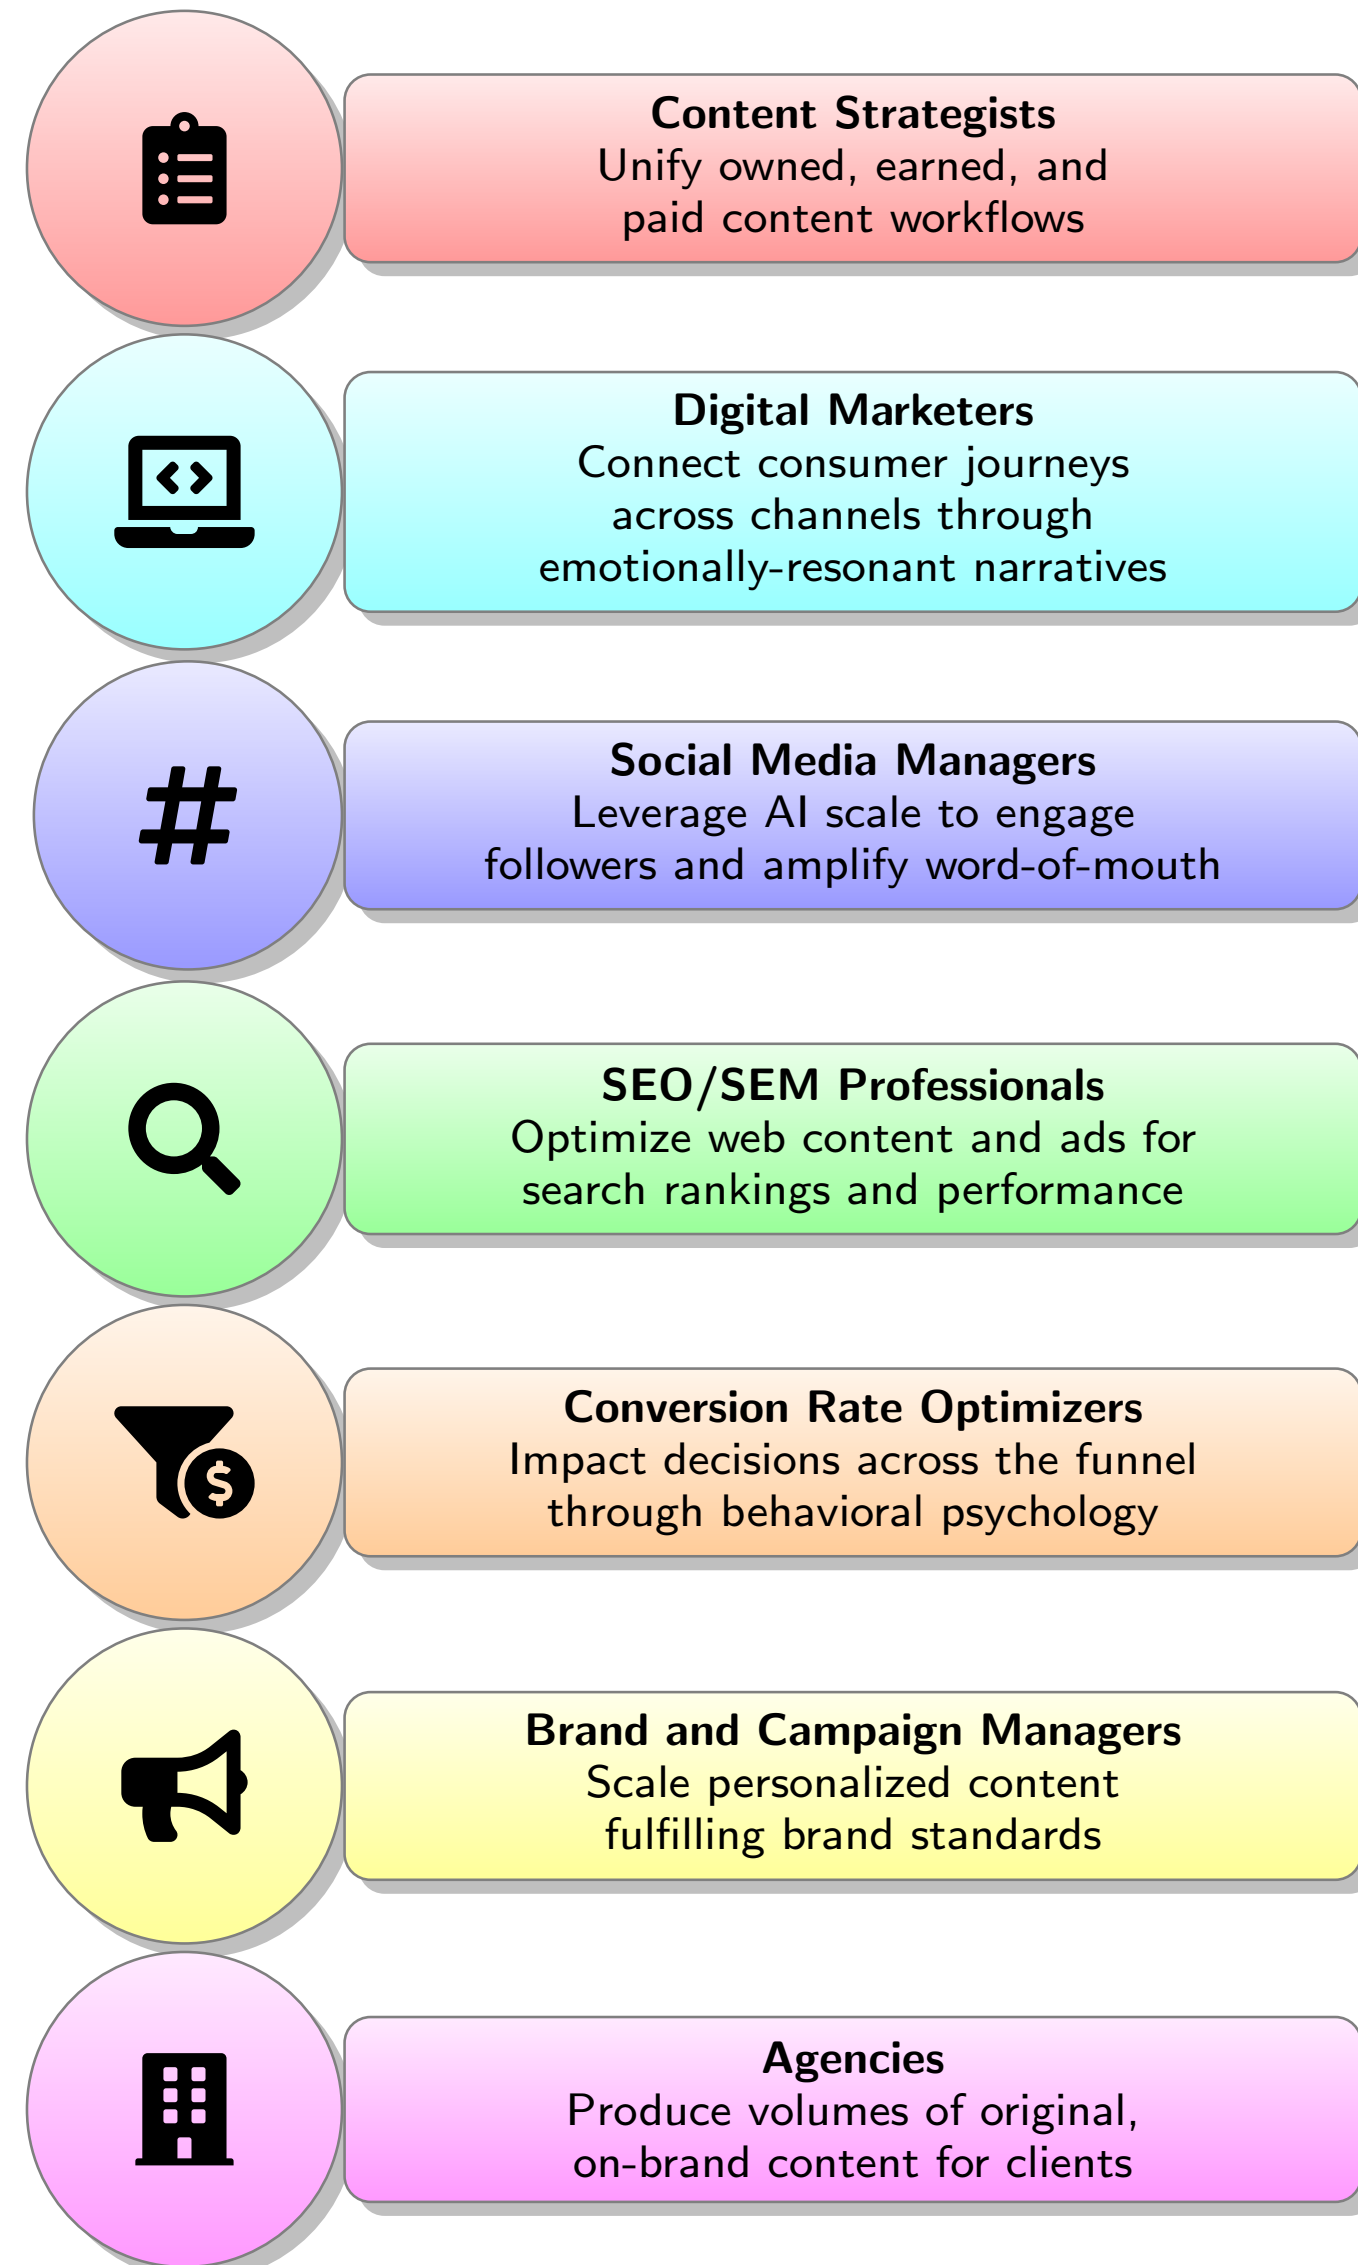 Content Strategists
Unify owned, earned, and
paid content workflows
Digital Marketers
Connect consumer journeys
across channels through
emotionally-resonant narratives
Social Media Managers
Leverage AI scale to engage
followers and amplify word-of-mouth
SEO/SEM Professionals
Optimize web content and ads for
search rankings and performance
Conversion Rate Optimizers
Impact decisions across the funnel
through behavioral psychology
Brand and Campaign Managers
Scale personalized content
fulfilling brand standards
Agencies
Produce volumes of original,
on-brand content for clients